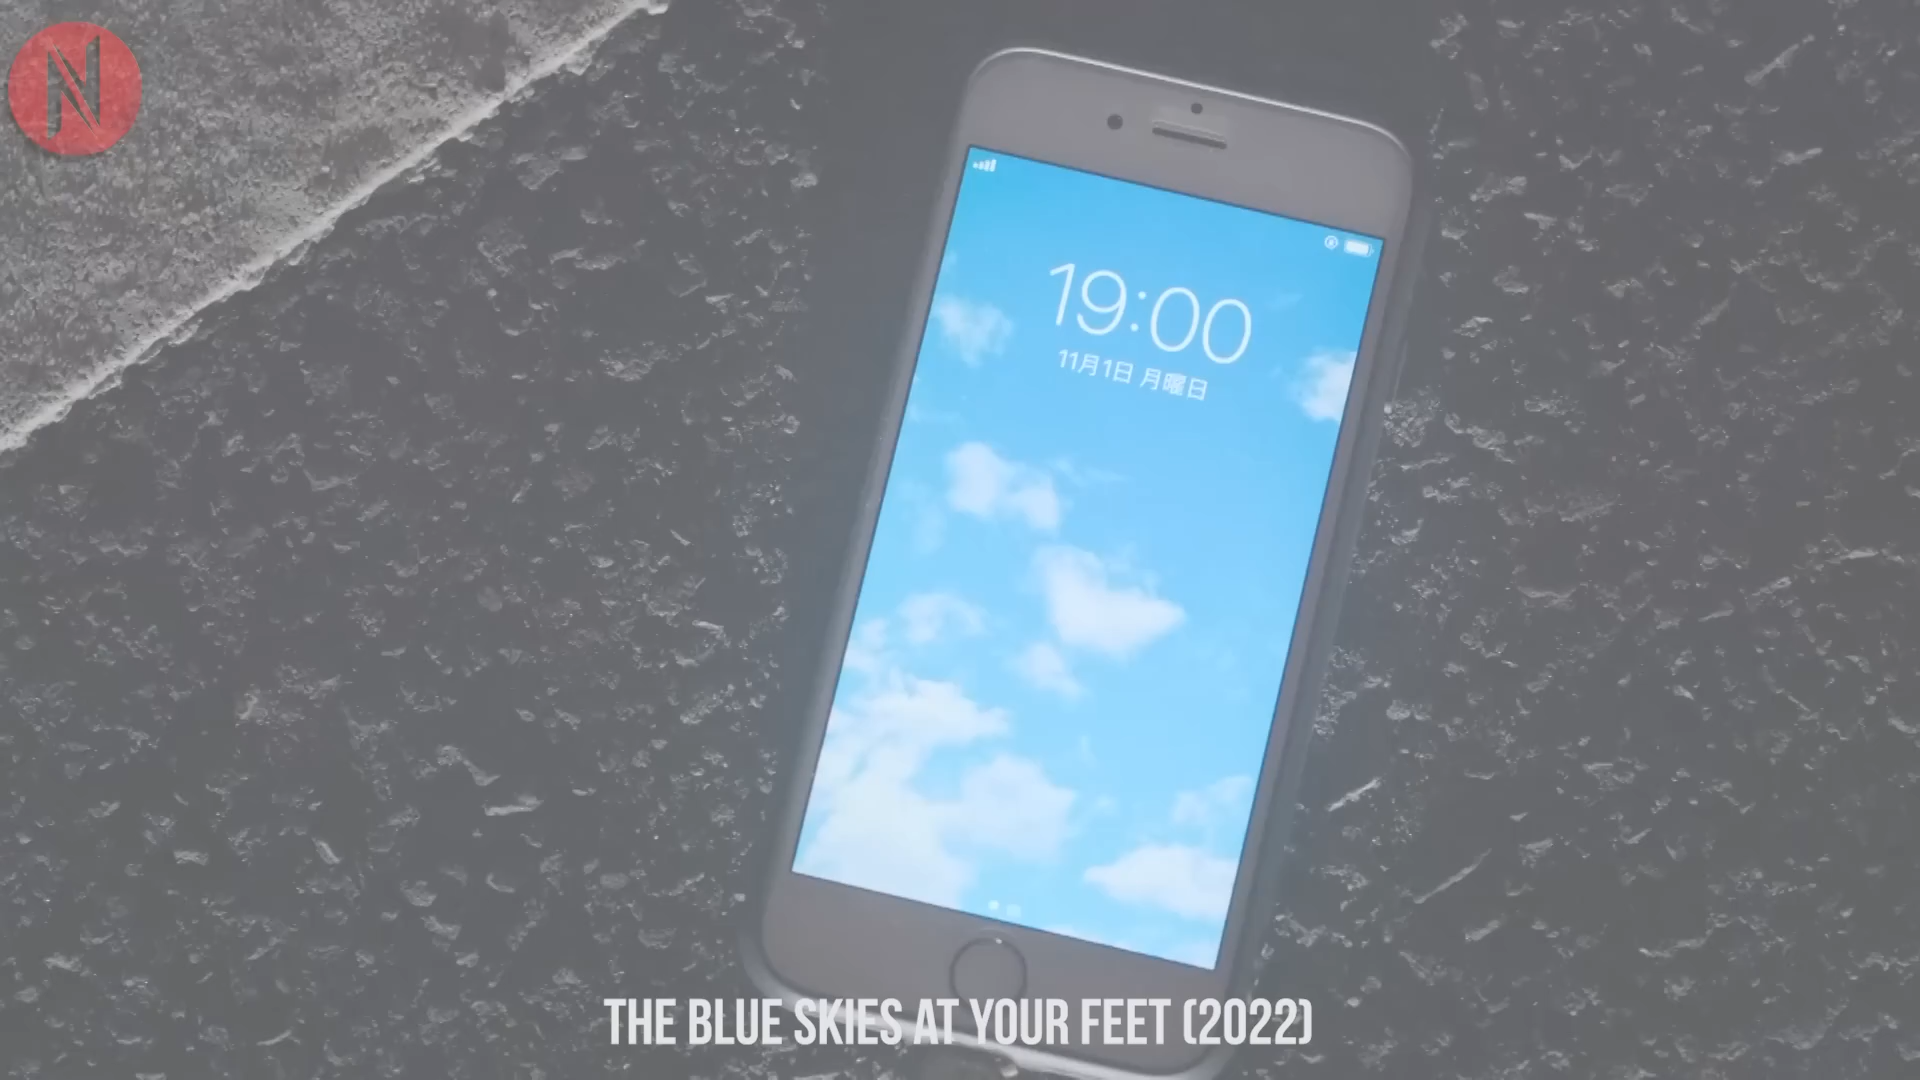 N
19:00
11月1日 月曜日
THE BLUE SKIES AT YOUR FEET (2022)